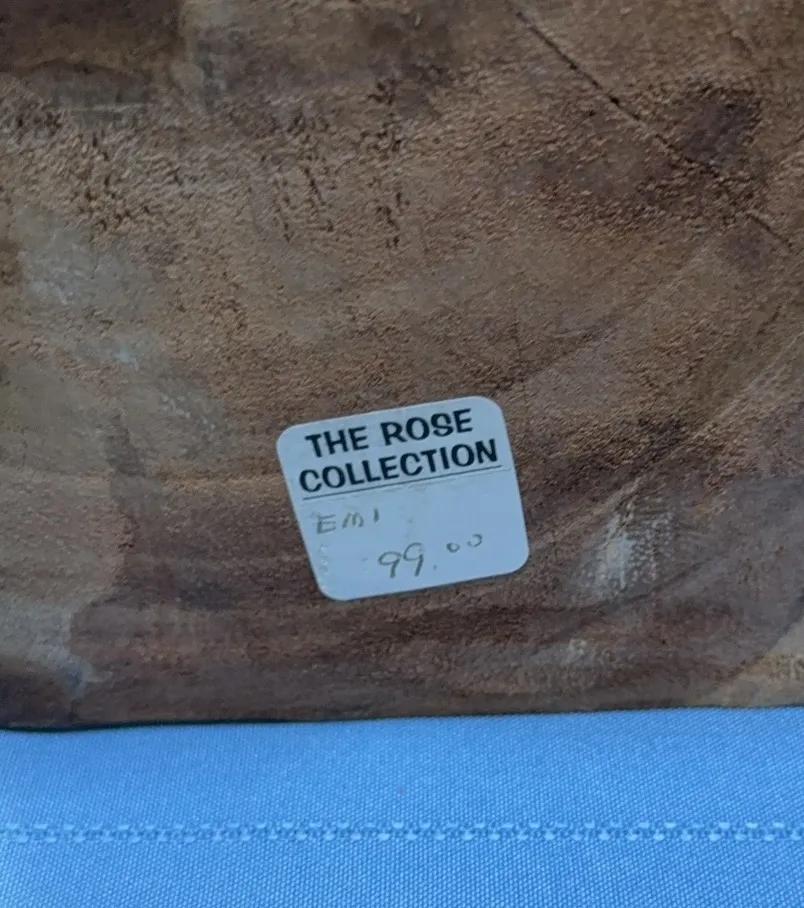 THE ROSE
COLLECTION
EMI
99.00